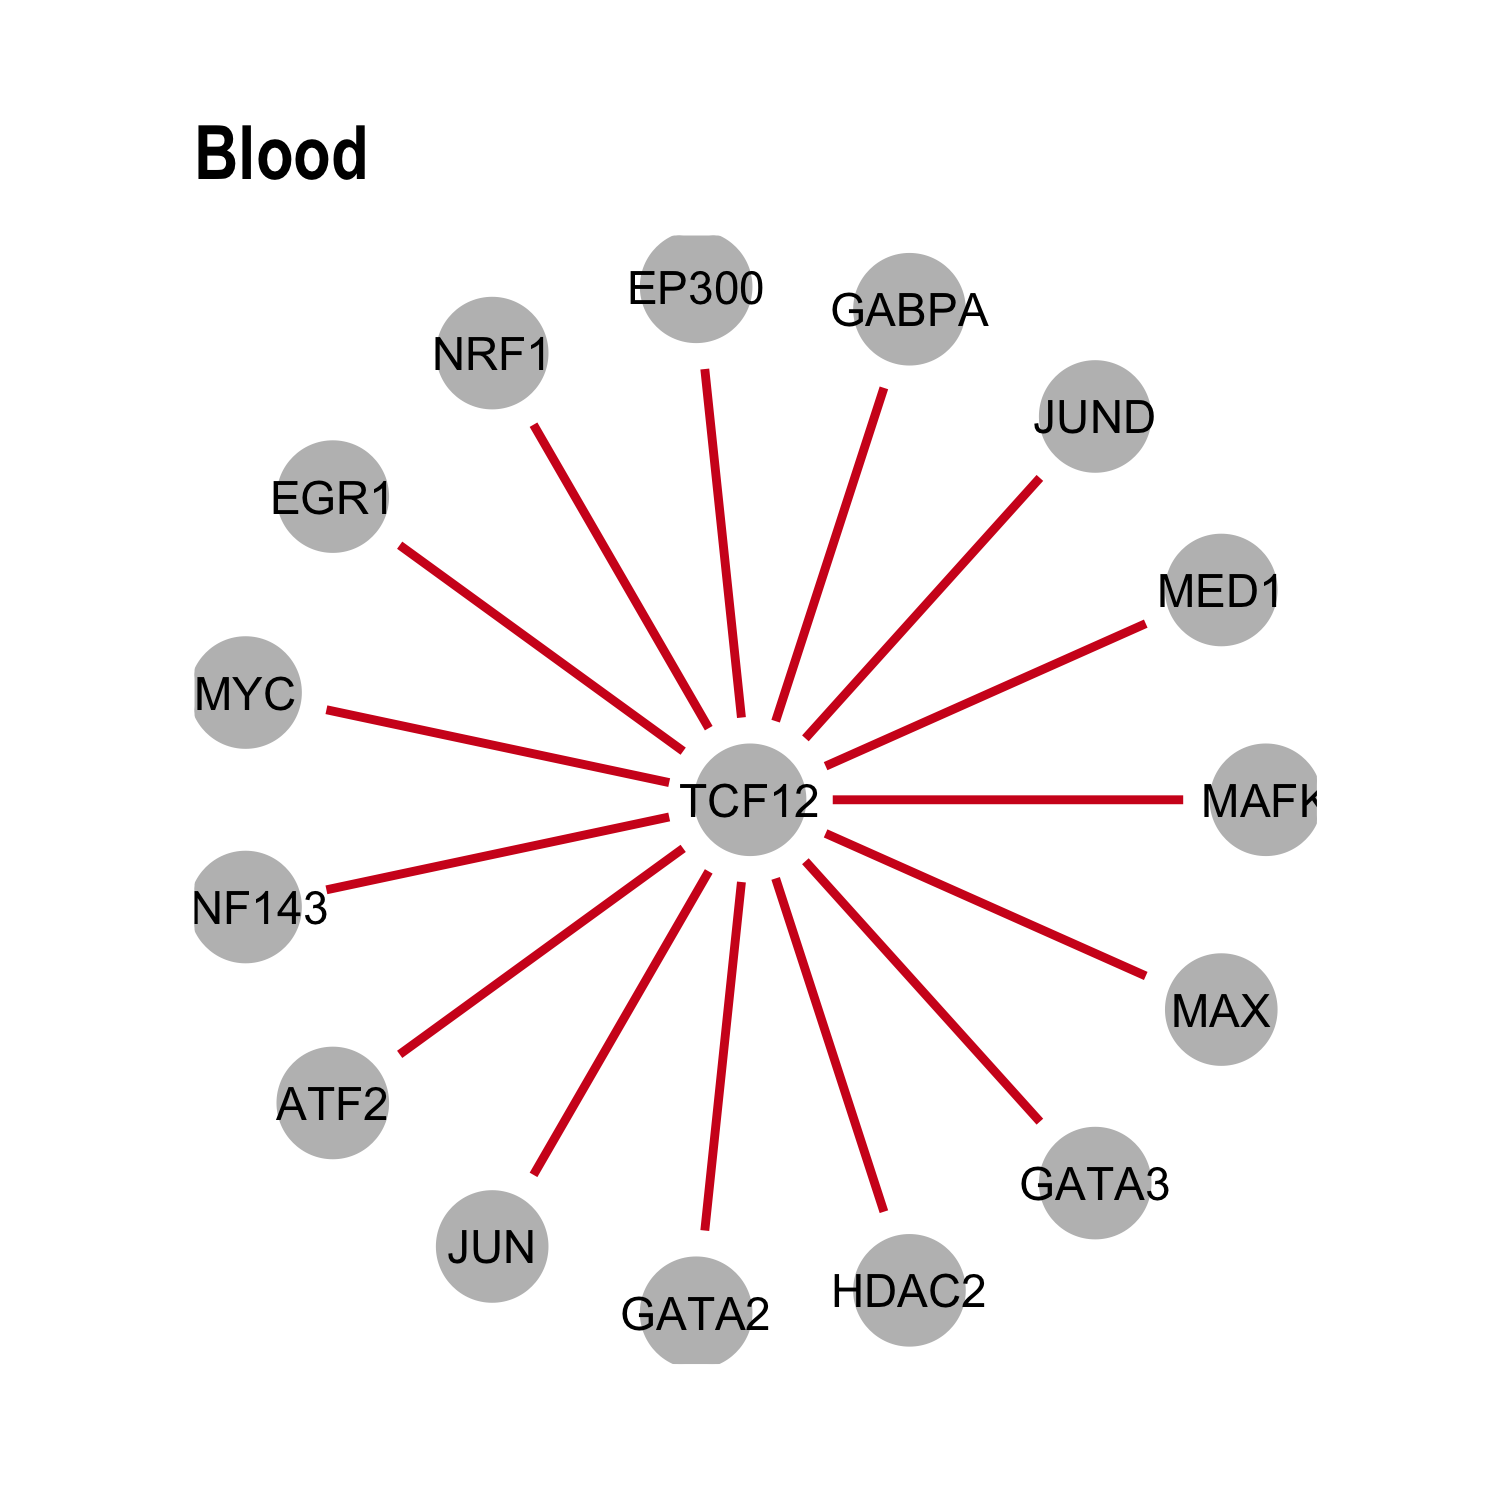 Blood
EP300
GABPA
NRF1
JUND
EGR1
MED1
MYC
TCF12
MAFK
NF143
MAX
ATF2
GATA3
JUN
HDAC2
GATA2